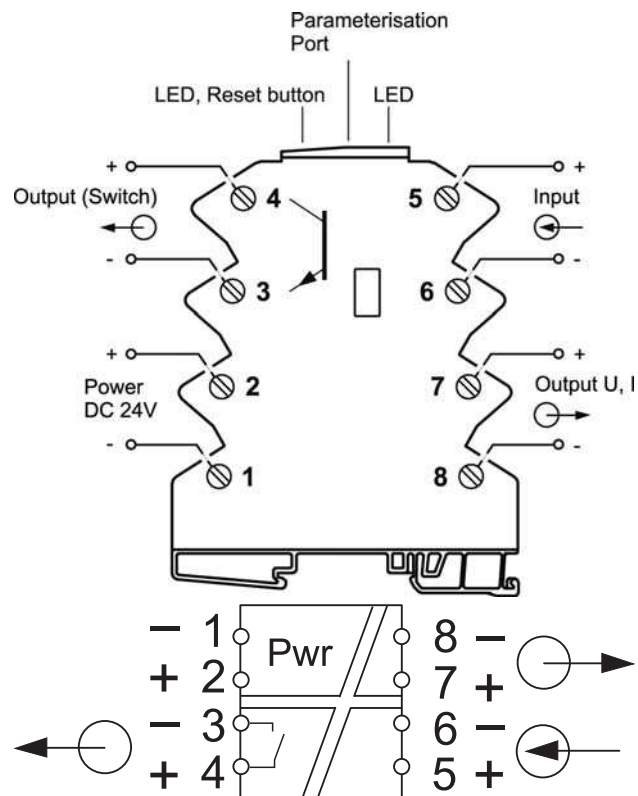 Parameterisation
Port
LED, Reset button LED
+ +
Output (Switch) 4 5 Input
- 3 6 -
+ 2 7 +
Power
DC 24V
Output U, I
- 1 8 -
− 1 Pwr 8 −
+ 2 7 +
− 3 6 −
+ 4 5 +